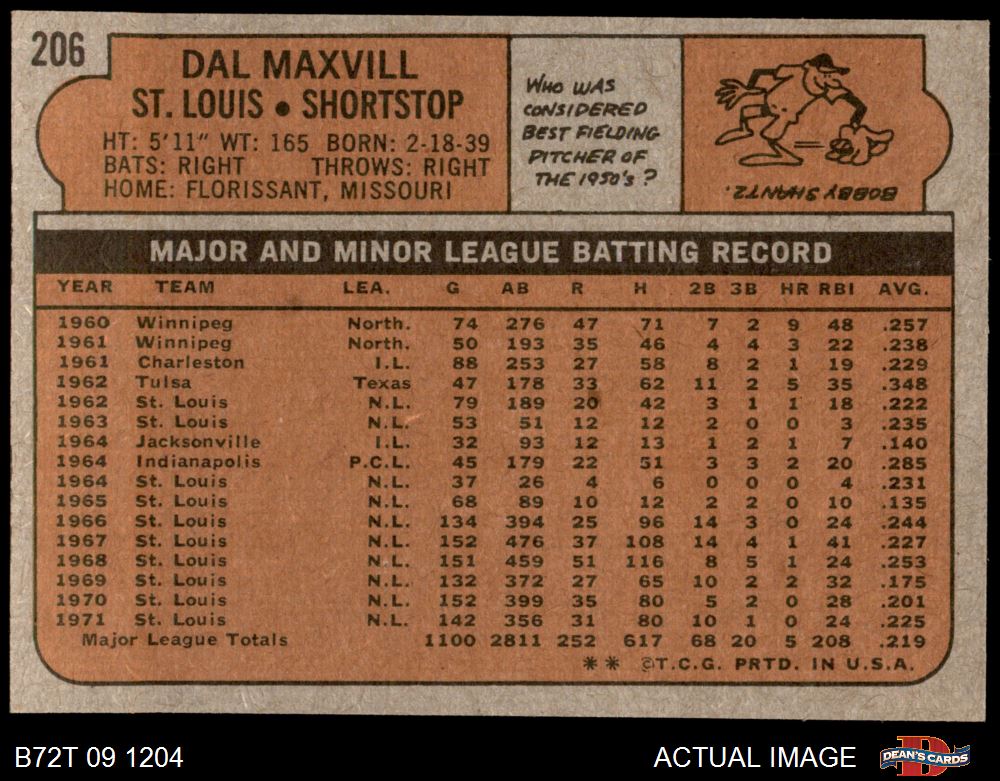 206
DAL MAXVILL
ST. LOUIS • SHORTSTOP
HT: 5'11" WT: 165 BORN: 2-18-39
BATS: RIGHT THROWS: RIGHT
HOME: FLORISSANT, MISSOURI
WHO WAS
CONSIDERED
BEST FIELDING
PITCHER OF
THE 1950's ?
BOBBY SHANTZ.
MAJOR AND MINOR LEAGUE BATTING RECORD
YEAR TEAM LEA. G AB R H 2B 3B HR RBI AVG.
1960 Winnipeg North. 74 276 47 71 7 2 9 48 .257
1961 Winnipeg North. 50 193 35 46 4 4 3 22 .238
1961 Charleston I.L. 88 253 27 58 8 2 1 19 .229
1962 Tulsa Texas 47 178 33 62 11 2 5 35 .348
1962 St. Louis N.L. 79 189 20 42 3 1 1 18 .222
1963 St. Louis N.L. 53 51 12 12 2 0 0 3 .235
1964 Jacksonville I.L. 32 93 12 13 1 2 1 7 .140
1964 Indianapolis P.C.L. 45 179 22 51 3 3 2 20 .285
1964 St. Louis N.L. 37 26 4 6 0 0 0 4 .231
1965 St. Louis N.L. 68 89 10 12 2 2 0 10 .135
1966 St. Louis N.L. 134 394 25 96 14 3 0 24 .244
1967 St. Louis N.L. 152 476 37 108 14 4 1 41 .227
1968 St. Louis N.L. 151 459 51 116 8 5 1 24 .253
1969 St. Louis N.L. 132 372 27 65 10 2 2 32 .175
1970 St. Louis N.L. 152 399 35 80 5 2 0 28 .201
1971 St. Louis N.L. 142 356 31 80 10 1 0 24 .225
Major League Totals 1100 2811 252 617 68 20 5 208 .219
* * ©T.C.G. PRTD. IN U.S.A.
B72T 09 1204
ACTUAL IMAGE
DEAN'S CARDS